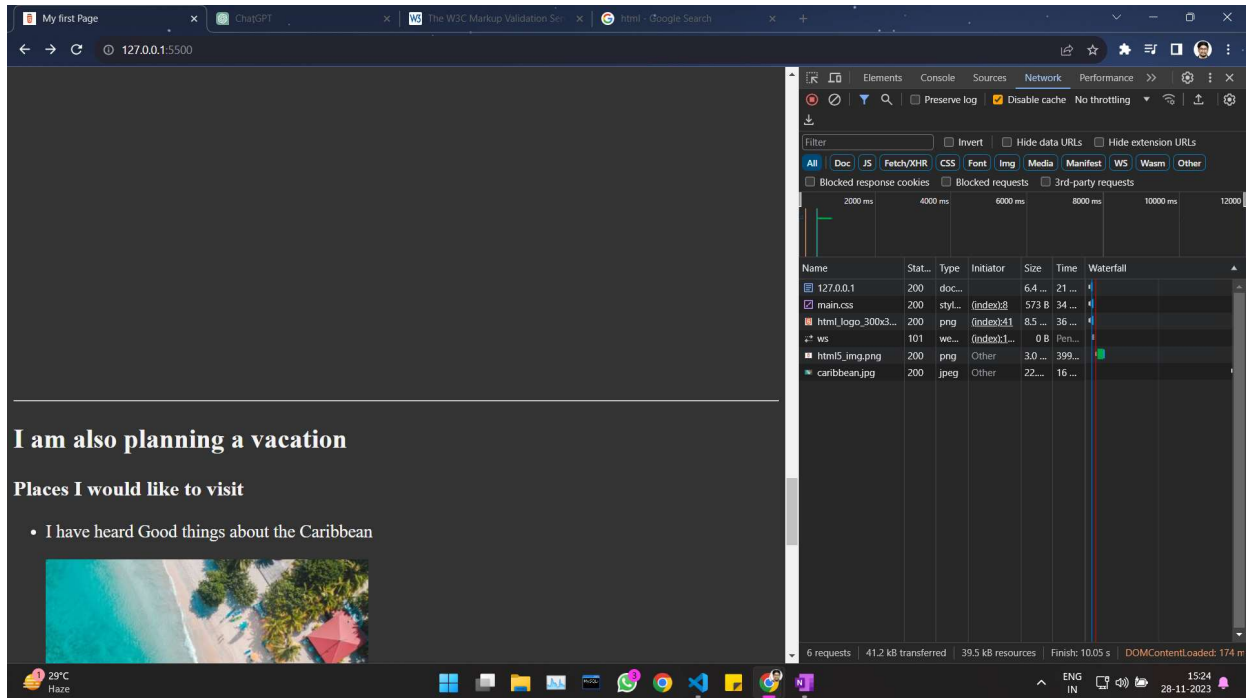 My first Page
ChatGPT
The W3C Markup Validation Ser
html - Google Search
127.0.0.1:5500
Elements Console Sources Network Performance
Preserve log Disable cache No throttling
Filter Invert Hide data URLs Hide extension URLs
All Doc JS Fetch/XHR CSS Font Img Media Manifest WS Wasm Other
Blocked response cookies Blocked requests 3rd-party requests
2000 ms 4000 ms 6000 ms 8000 ms 10000 ms 12000
Name Stat... Type Initiator Size Time Waterfall
127.0.0.1 200 doc... 6.4 ... 21 ...
main.css 200 styl... (index):8 573 B 34 ...
html_logo_300x3... 200 png (index):41 8.5 ... 36 ...
ws 101 we... (index):1... 0 B Pen...
html5_img.png 200 png Other 3.0 ... 399...
caribbean.jpg 200 jpeg Other 22.... 16 ...
I am also planning a vacation
Places I would like to visit
• I have heard Good things about the Caribbean
6 requests 41.2 kB transferred 39.5 kB resources Finish: 10.05 s DOMContentLoaded: 174 m
1
29°C
Haze
3
ENG
IN
15:24
28-11-2023